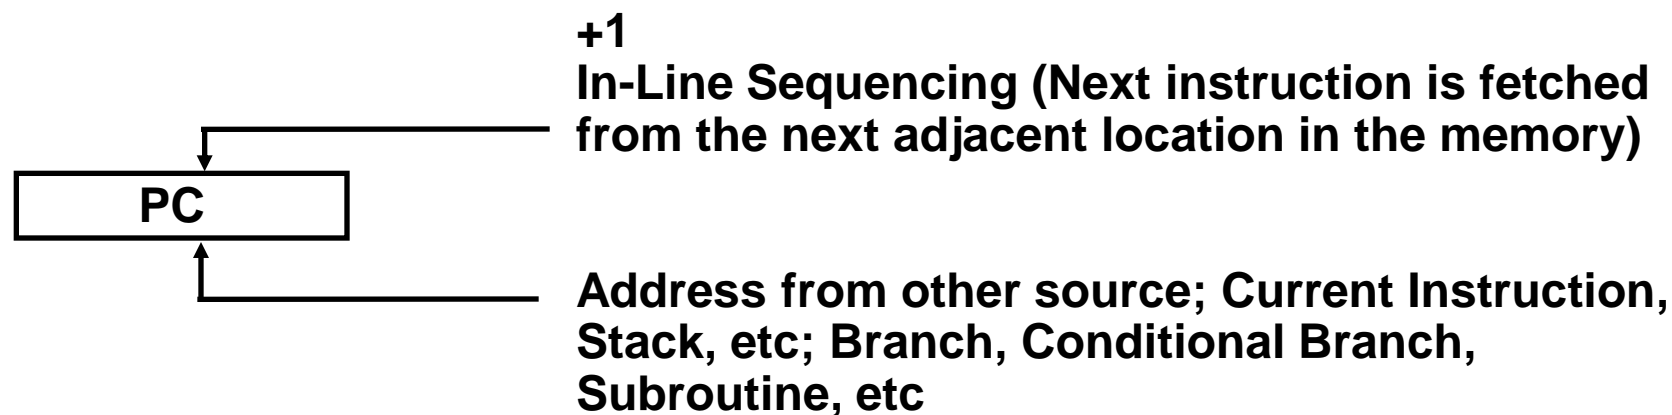 +1
In-Line Sequencing (Next instruction is fetched
from the next adjacent location in the memory)
PC
Address from other source; Current Instruction,
Stack, etc; Branch, Conditional Branch,
Subroutine, etc